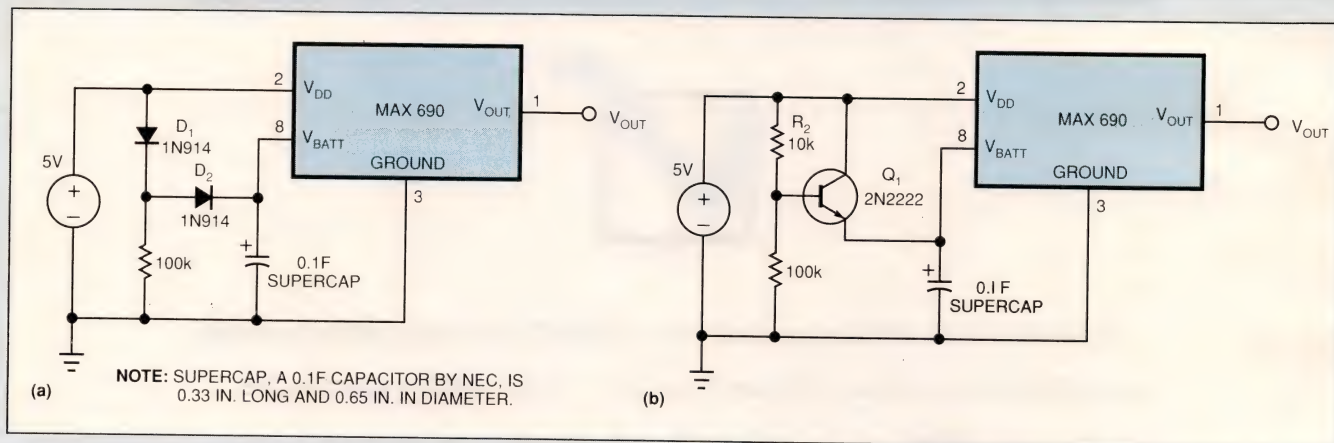 2
V_DD
MAX 690
V_OUT
1
V_OUT
D_1
1N914
8
V_BATT
GROUND
5V
+
−
D_2
1N914
3
100k
+
0.1F
SUPERCAP
NOTE: SUPERCAP, A 0.1F CAPACITOR BY NEC, IS
0.33 IN. LONG AND 0.65 IN. IN DIAMETER.
(a)
2
V_DD
MAX 690
V_OUT
1
V_OUT
R_2
10k
8
V_BATT
GROUND
5V
+
−
Q_1
2N2222
3
100k
+
0.1 F
SUPERCAP
(b)